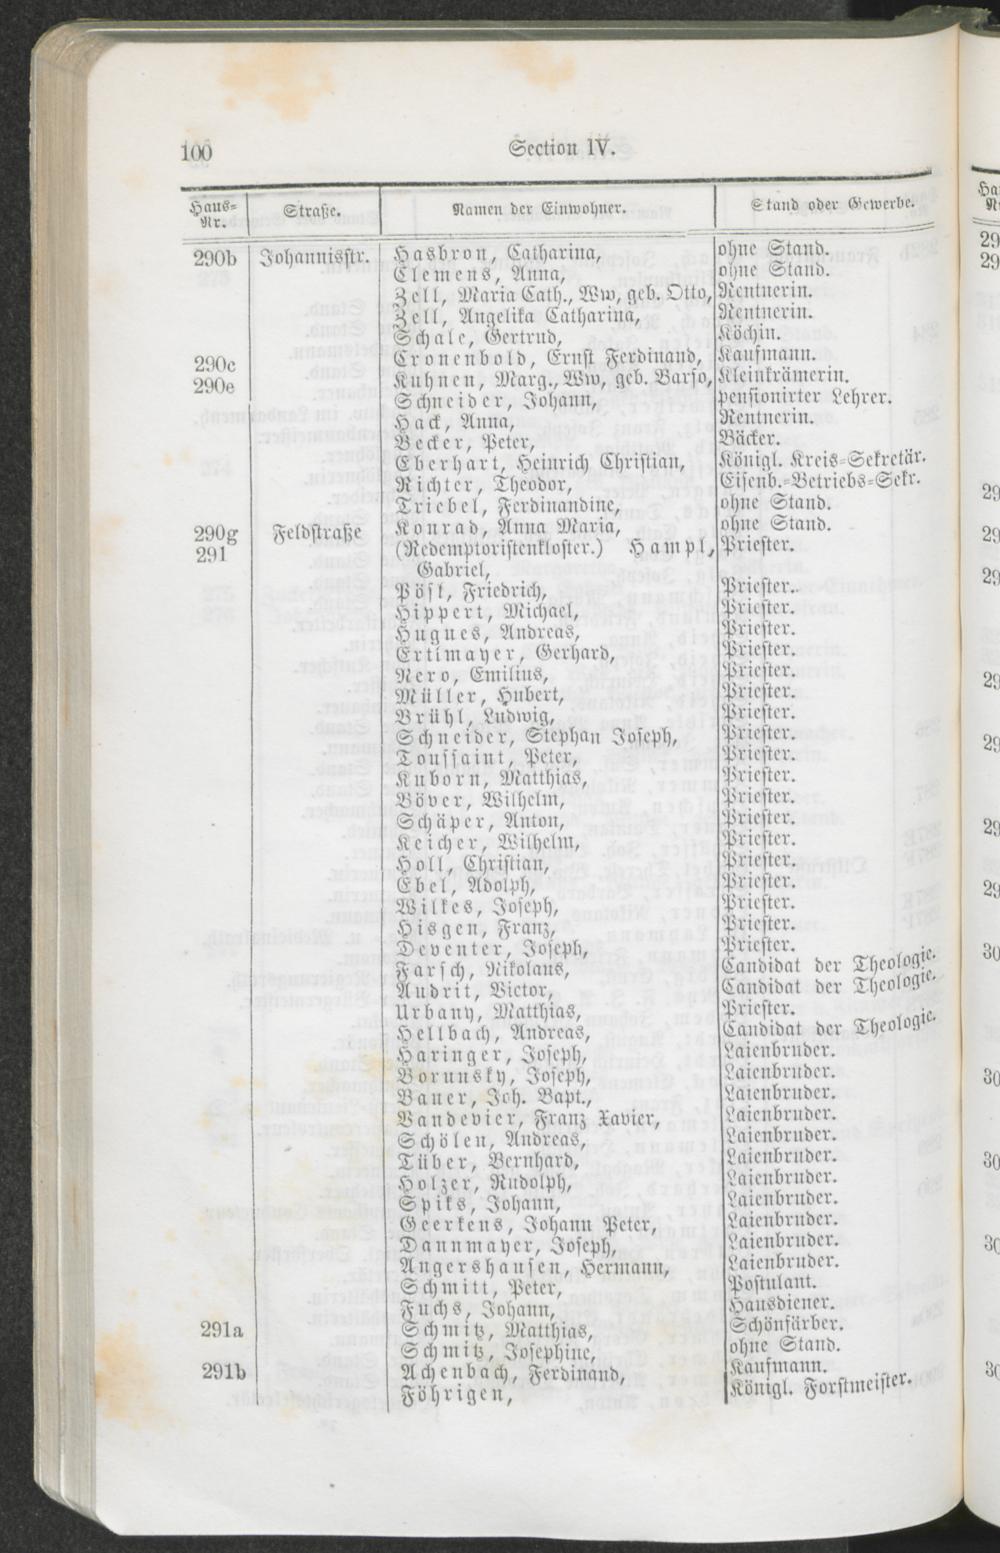 100 Section IV.
Haus-Nr. Straße. Namen der Einwohner. Stand oder Gewerbe.
290b Johannisstr. Hasbron, Catharina, ohne Stand.
Clemens, Anna, ohne Stand.
Zell, Maria Cath., Ww, geb. Otto, Rentnerin.
Zell, Angelika Catharina, Rentnerin.
Schale, Gertrud, Köchin.
290c Cronenbold, Ernst Ferdinand, Kaufmann.
290e Kuhnen, Marg., Ww, geb. Barso, Kleinkrämerin.
Schneider, Johann, pensionirter Lehrer.
Hack, Anna, Rentnerin.
Becker, Peter, Bäcker.
Eberhart, Heinrich Christian, Königl. Kreis-Sekretär.
Richter, Theodor, Eisenb.-Betriebs-Sekr.
Triebel, Ferdinandine, ohne Stand.
290g Feldstraße Konrad, Anna Maria, ohne Stand.
291 (Redemptoristenkloster.) Hampl, Priester.
Gabriel,
Pösl, Friedrich, Priester.
Hippert, Michael, Priester.
Hugues, Andreas, Priester.
Ertlmayer, Gerhard, Priester.
Nero, Emilius, Priester.
Müller, Hubert, Priester.
Brühl, Ludwig, Priester.
Schneider, Stephan Joseph, Priester.
Toussaint, Peter, Priester.
Kuborn, Matthias, Priester.
Böver, Wilhelm, Priester.
Schäper, Anton, Priester.
Keicher, Wilhelm, Priester.
Holl, Christian, Priester.
Ebel, Adolph, Priester.
Wilkes, Joseph, Priester.
Hisgen, Franz, Priester.
Deventer, Joseph, Priester.
Farsch, Nikolaus, Candidat der Theologie.
Audrit, Victor, Candidat der Theologie.
Urbany, Matthias, Priester.
Hellbach, Andreas, Candidat der Theologie.
Haringer, Joseph, Laienbruder.
Borunsky, Joseph, Laienbruder.
Bauer, Joh. Bapt., Laienbruder.
Vandevier, Franz Xavier, Laienbruder.
Schölen, Andreas, Laienbruder.
Tüber, Bernhard, Laienbruder.
Holzer, Rudolph, Laienbruder.
Spiks, Johann, Laienbruder.
Geerkens, Johann Peter, Laienbruder.
Dannmayer, Joseph, Laienbruder.
Angershausen, Hermann, Laienbruder.
Schmitt, Peter, Postulant.
Fuchs, Johann, Hausdiener.
291a Schmitz, Matthias, Schönfärber.
Schmitz, Josephine, ohne Stand.
291b Achenbach, Ferdinand, Kaufmann.
Föhrigen, Königl. Forstmeister.